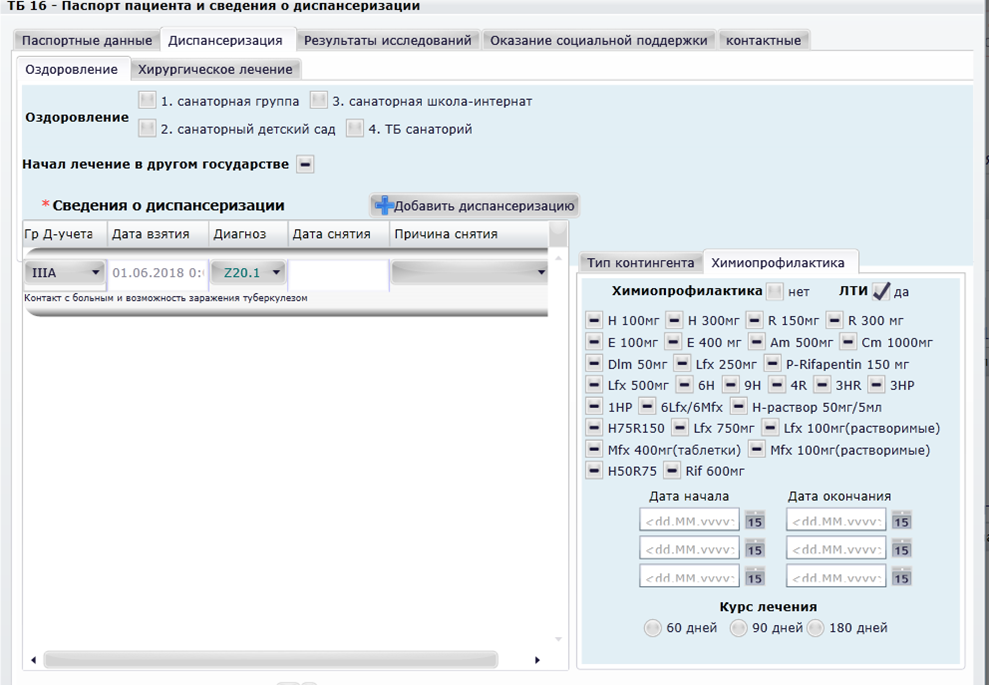 ТБ 16 - Паспорт пациента и сведения о диспансеризации
Паспортные данные Диспансеризация Результаты исследований Оказание социальной поддержки контактные
Оздоровление Хирургическое лечение
Оздоровление
1. санаторная группа 3. санаторная школа-интернат
2. санаторный детский сад 4. ТБ санаторий
Начал лечение в другом государстве
* Сведения о диспансеризации
Добавить диспансеризацию
Гр Д-учета Дата взятия Диагноз Дата снятия Причина снятия
IIIA 01.06.2018 0: Z20.1
Контакт с больным и возможность заражения туберкулезом
Тип контингента Химиопрофилактика
Химиопрофилактика нет ЛТИ да
H 100мг H 300мг R 150мг R 300 мг
E 100мг E 400 мг Am 500мг Cm 1000мг
Dlm 50мг Lfx 250мг P-Rifapentin 150 мг
Lfx 500мг 6H 9H 4R 3HR 3HP
1HP 6Lfx/6Mfx Н-раствор 50мг/5мл
H75R150 Lfx 750мг Lfx 100мг(растворимые)
Mfx 400мг(таблетки) Mfx 100мг(растворимые)
H50R75 Rif 600мг
Дата начала Дата окончания
<dd.MM.yyyy: 15 <dd.MM.yyyy: 15
<dd.MM.yyyy: 15 <dd.MM.yyyy: 15
<dd.MM.yyyy: 15 <dd.MM.yyyy: 15
Курс лечения
60 дней 90 дней 180 дней